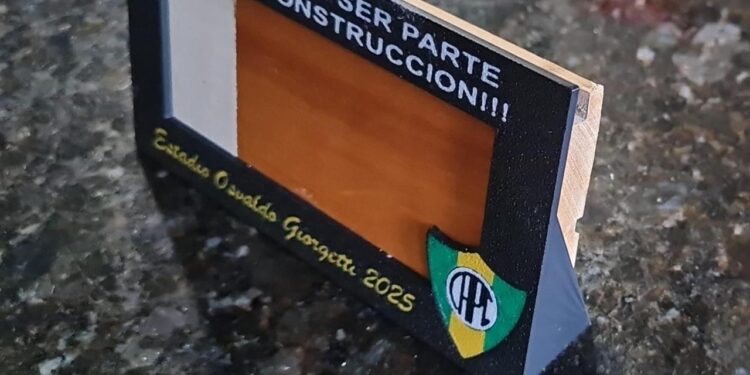 SER PARTE
ONSTRUCCION!!!
Estadio Osvaldo Giorgetti 2025